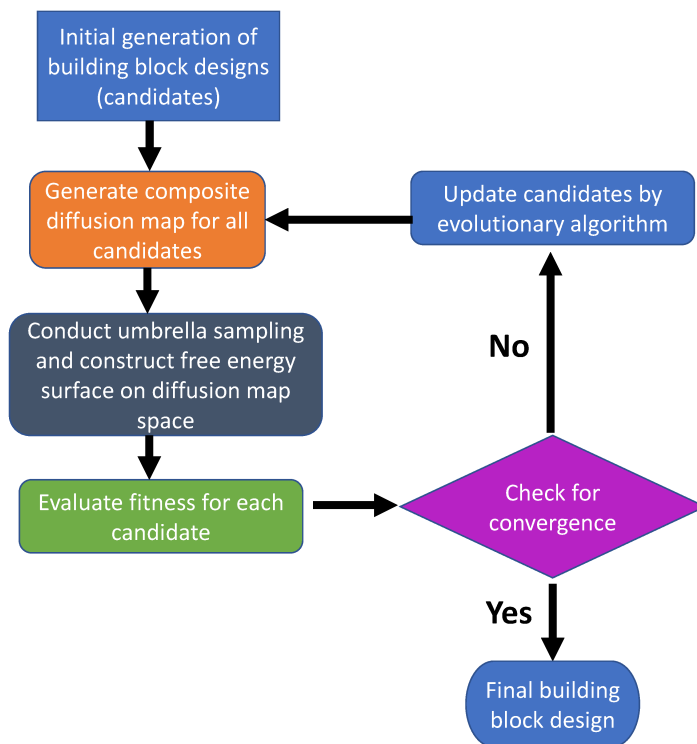 Initial generation of
building block designs
(candidates)
Generate composite
diffusion map for all
candidates
Update candidates by
evolutionary algorithm
Conduct umbrella sampling
and construct free energy
surface on diffusion map
space
No
Evaluate fitness for each
candidate
Check for
convergence
Yes
Final building
block design